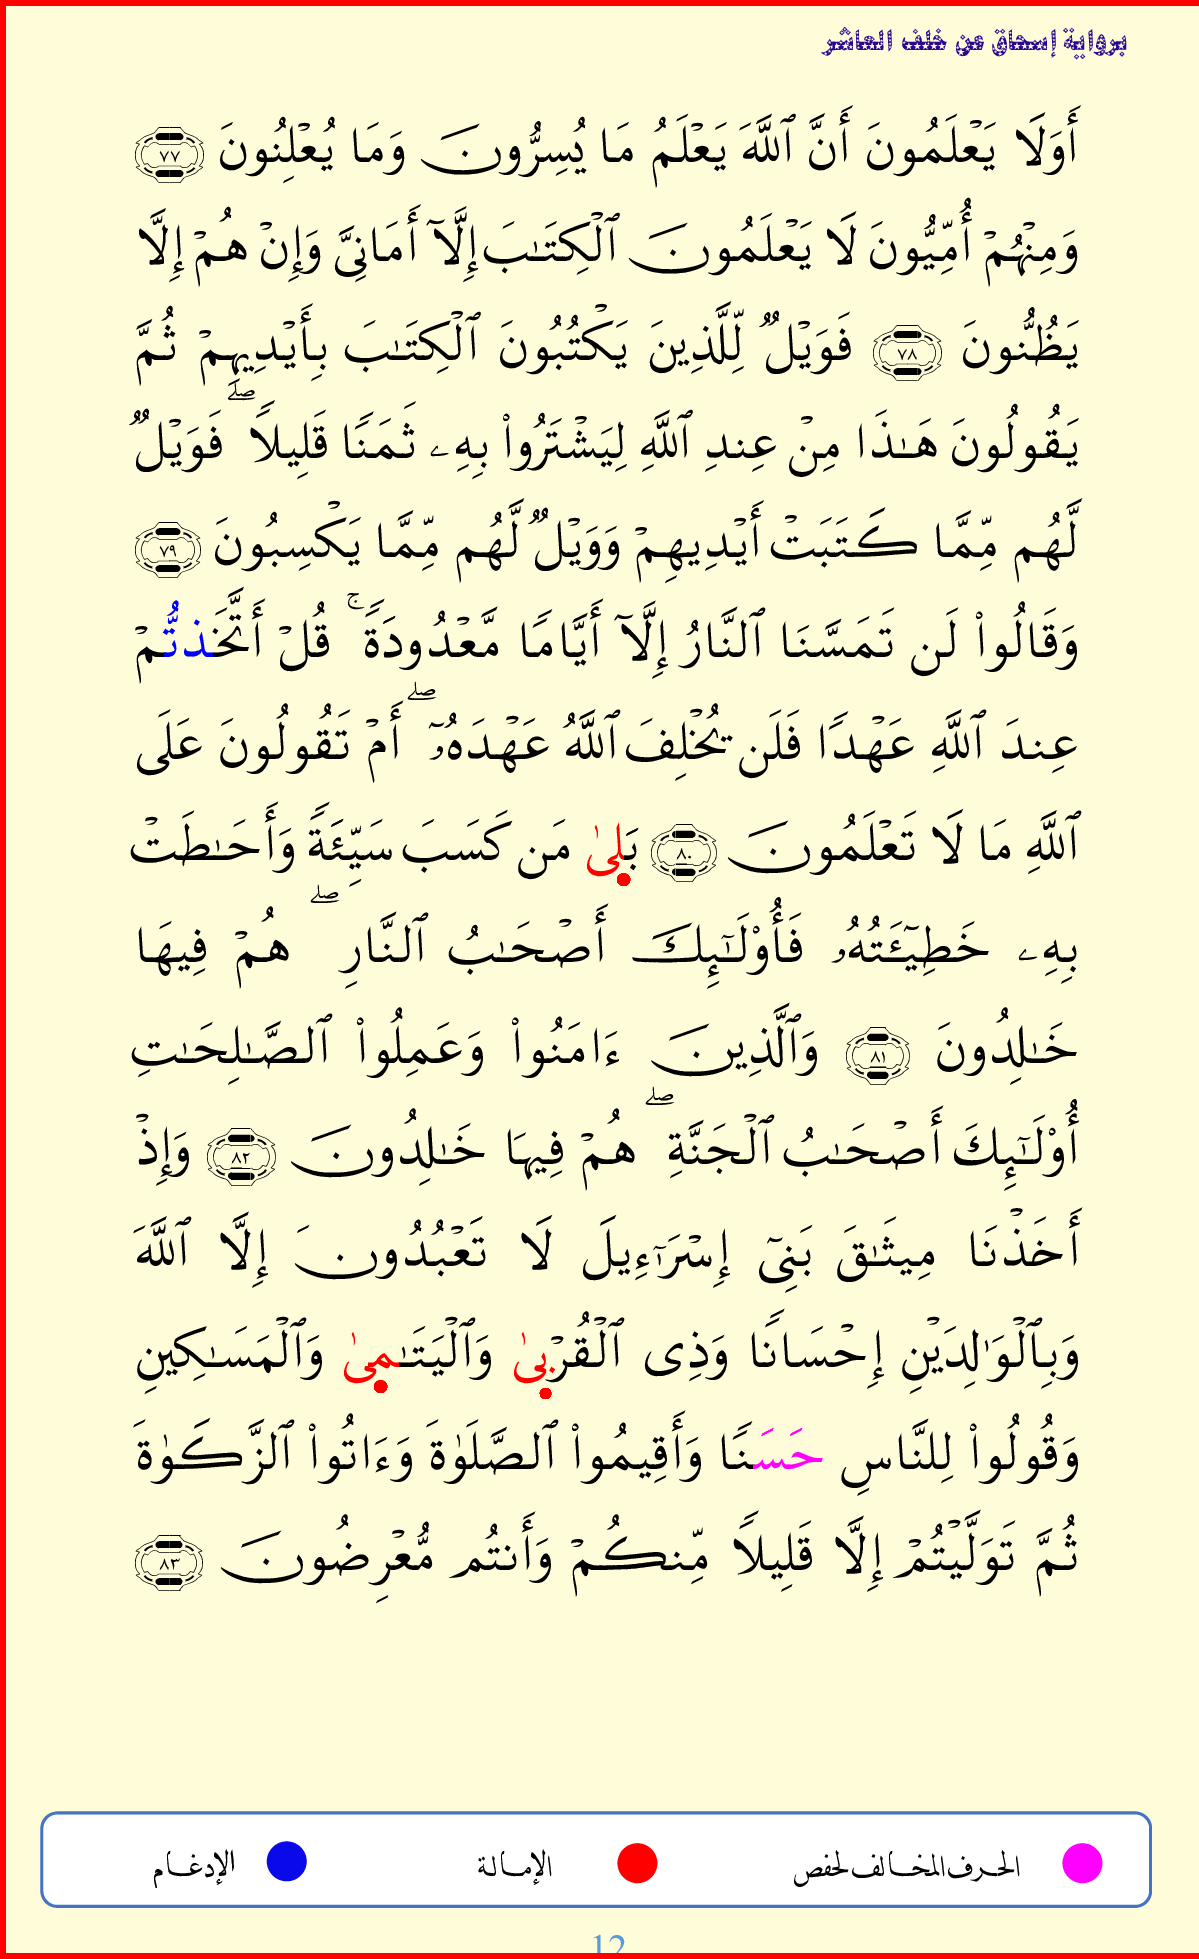 برواية إسحاق عن خلف العاشر
أَوَلَا يَعۡلَمُونَ أَنَّ ٱللَّهَ يَعۡلَمُ مَا يُسِرُّونَ وَمَا يُعۡلِنُونَ ٧٧
وَمِنۡهُمۡ أُمِّيُّونَ لَا يَعۡلَمُونَ ٱلۡكِتَٰبَ إِلَّآ أَمَانِيَّ وَإِنۡ هُمۡ إِلَّا
يَظُنُّونَ ٧٨ فَوَيۡلٞ لِّلَّذِينَ يَكۡتُبُونَ ٱلۡكِتَٰبَ بِأَيۡدِيهِمۡ ثُمَّ
يَقُولُونَ هَٰذَا مِنۡ عِندِ ٱللَّهِ لِيَشۡتَرُواْ بِهِۦ ثَمَنٗا قَلِيلٗاۖ فَوَيۡلٞ
لَّهُم مِّمَّا كَتَبَتۡ أَيۡدِيهِمۡ وَوَيۡلٞ لَّهُم مِّمَّا يَكۡسِبُونَ ٧٩
وَقَالُواْ لَن تَمَسَّنَا ٱلنَّارُ إِلَّآ أَيَّامٗا مَّعۡدُودَةٗۚ قُلۡ أَتَّخَذتُّمۡ
عِندَ ٱللَّهِ عَهۡدٗا فَلَن يُخۡلِفَ ٱللَّهُ عَهۡدَهُۥٓۖ أَمۡ تَقُولُونَ عَلَى
ٱللَّهِ مَا لَا تَعۡلَمُونَ ٨٠ بَلىٰ مَن كَسَبَ سَيِّئَةٗ وَأَحَٰطَتۡ
بِهِۦ خَطِيٓـَٔتُهُۥ فَأُوْلَٰٓئِكَ أَصۡحَٰبُ ٱلنَّارِۖ هُمۡ فِيهَا
خَٰلِدُونَ ٨١ وَٱلَّذِينَ ءَامَنُواْ وَعَمِلُواْ ٱلصَّٰلِحَٰتِ
أُوْلَٰٓئِكَ أَصۡحَٰبُ ٱلۡجَنَّةِۖ هُمۡ فِيهَا خَٰلِدُونَ ٨٢ وَإِذۡ
أَخَذۡنَا مِيثَٰقَ بَنِيٓ إِسۡرَٰٓءِيلَ لَا تَعۡبُدُونَ إِلَّا ٱللَّهَ
وَبِٱلۡوَٰلِدَيۡنِ إِحۡسَانٗا وَذِي ٱلۡقُرۡبىٰ وَٱلۡيَتَٰمىٰ وَٱلۡمَسَٰكِينِ
وَقُولُواْ لِلنَّاسِ حَسَنٗا وَأَقِيمُواْ ٱلصَّلَوٰةَ وَءَاتُواْ ٱلزَّكَوٰةَ
ثُمَّ تَوَلَّيۡتُمۡ إِلَّا قَلِيلٗا مِّنكُمۡ وَأَنتُم مُّعۡرِضُونَ ٨٣
الحرف المخالف لحفص الإمالة الإدغام
12